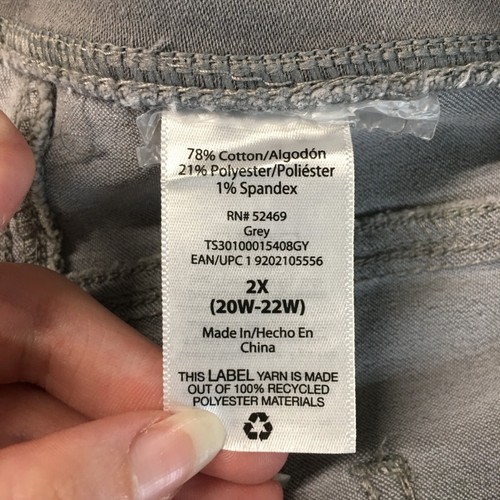 78% Cotton/Algodón
21% Polyester/Poliéster
1% Spandex
RN# 52469
Grey
TS30100015408GY
EAN/UPC 1 9202105556
2X
(20W-22W)
Made In/Hecho En
China
THIS LABEL YARN IS MADE
OUT OF 100% RECYCLED
POLYESTER MATERIALS